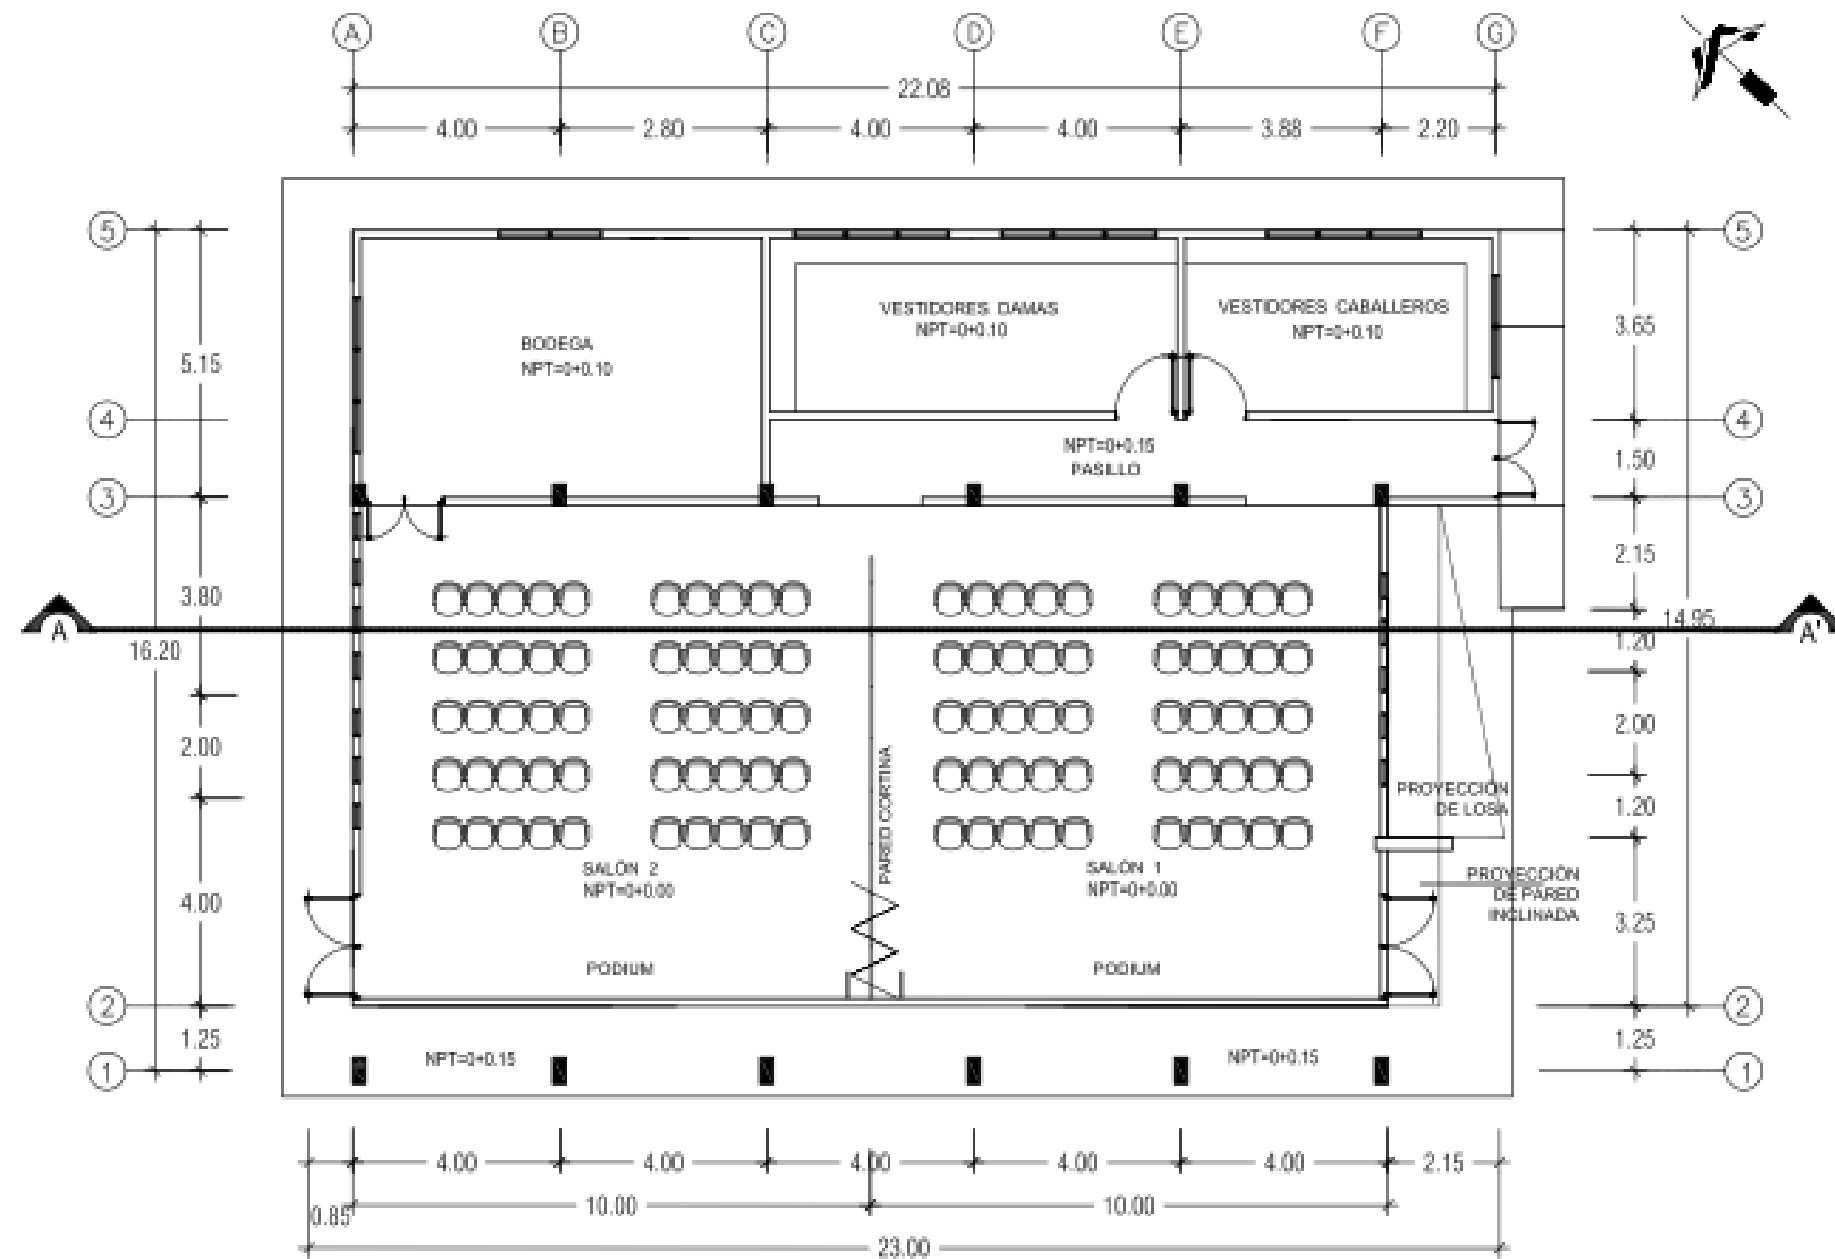 A B C D E F G
22.08
4.00 2.80 4.00 4.00 3.88 2.20
5 5
VESTIDORES DAMAS
NPT=0+0.10
VESTIDORES CABALLEROS
NPT=0+0.10
BODEGA
NPT=0+0.10
5.15 3.65
4 4
NPT=0+0.15
PASILLO
1.50
3 3
2.15
3.80
A A'
14.95
1.20
16.20
2.00 2.00
PARED CORTINA
PROYECCIÓN
DE LOSA
1.20
SALÓN 2
NPT=0+0.00
SALÓN 1
NPT=0+0.00
PROYECCIÓN
DE PARED
INCLINADA
4.00 3.25
PODIUM PODIUM
2 2
1.25 1.25
NPT=0+0.15 NPT=0+0.15
1 1
4.00 4.00 4.00 4.00 4.00 2.15
10.00 10.00
0.85
23.00